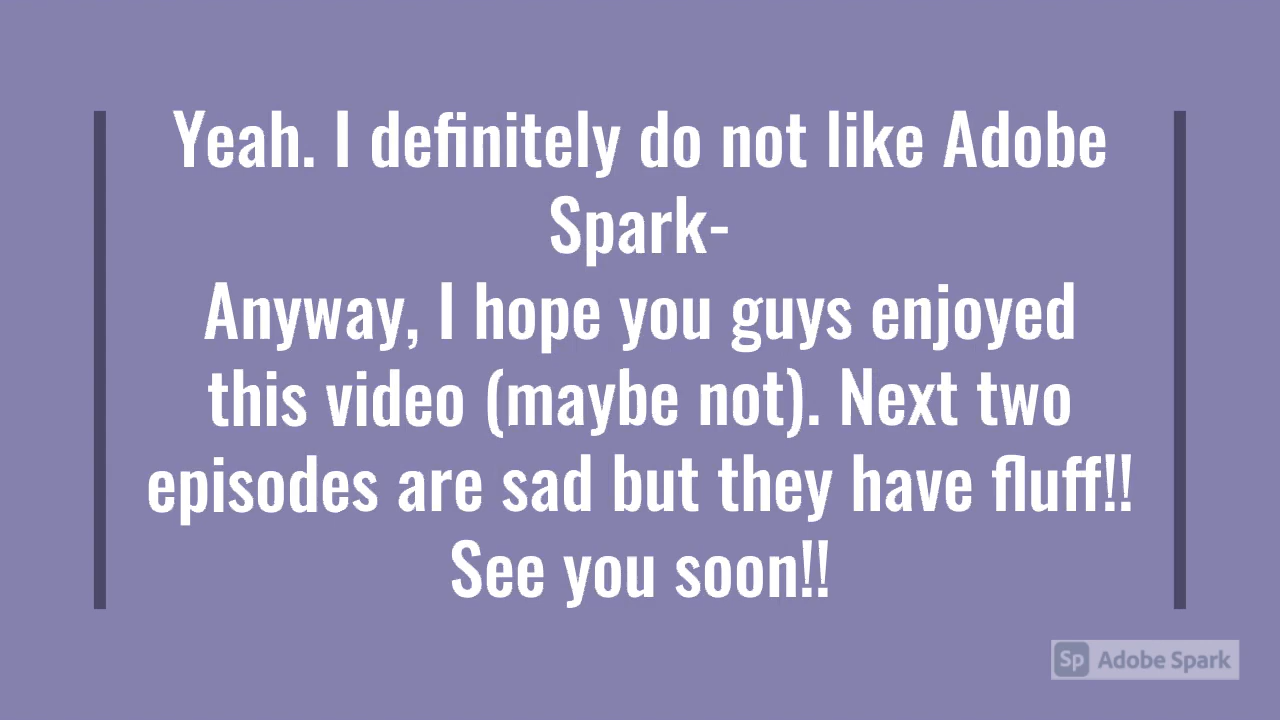 Yeah. I definitely do not like Adobe
Spark-
Anyway, I hope you guys enjoyed
this video (maybe not). Next two
episodes are sad but they have fluff!!
See you soon!!
Sp Adobe Spark